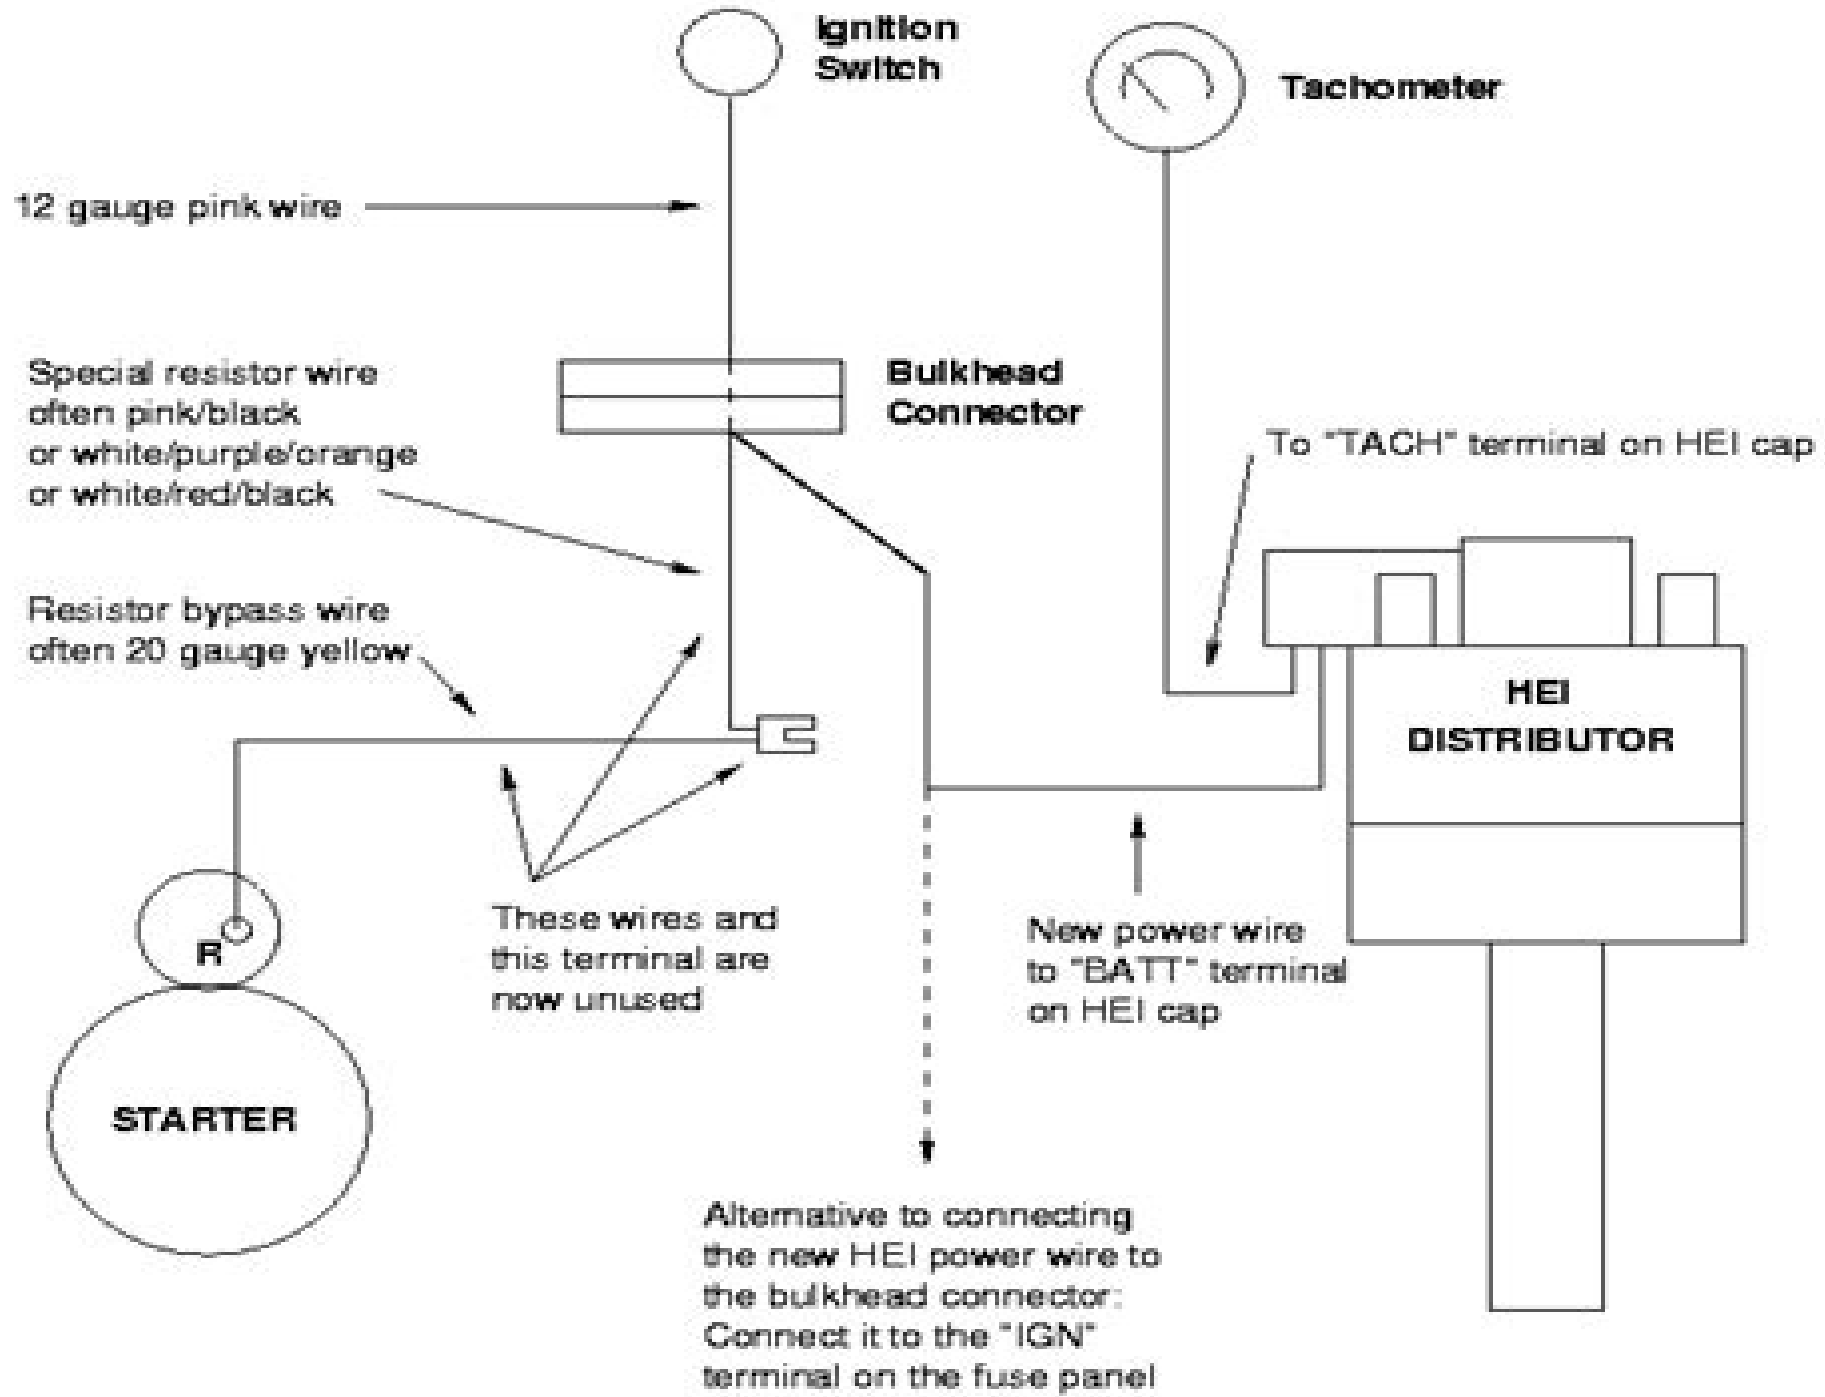 Ignition
Switch
Tachometer
12 gauge pink wire
Special resistor wire
often pink/black
or white/purple/orange
or white/red/black
Bulkhead
Connector
To "TACH" terminal on HEI cap
Resistor bypass wire
often 20 gauge yellow
HEI
DISTRIBUTOR
These wires and
this terminal are
now unused
New power wire
to "BATT" terminal
on HEI cap
R
STARTER
Alternative to connecting
the new HEI power wire to
the bulkhead connector:
Connect it to the "IGN"
terminal on the fuse panel